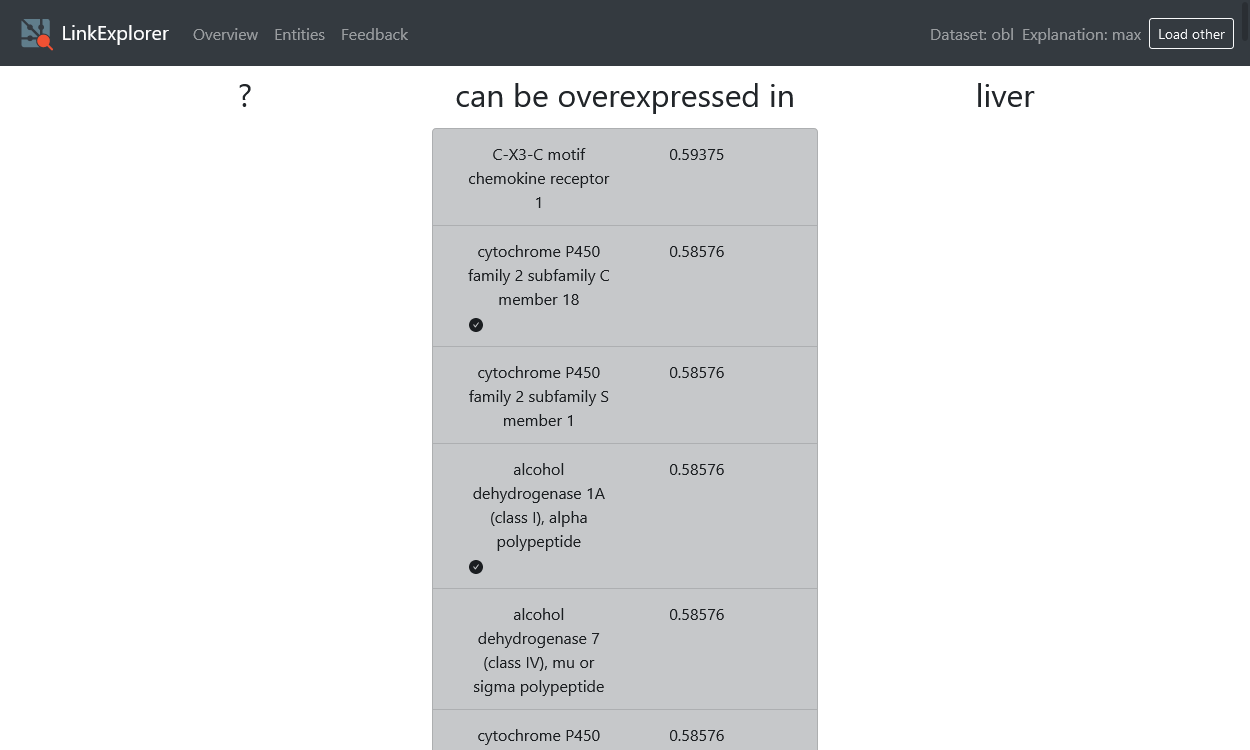 LinkExplorer Overview Entities Feedback Dataset: obl Explanation: max Load other
? can be overexpressed in liver
C-X3-C motif 0.59375
chemokine receptor
1
cytochrome P450 0.58576
family 2 subfamily C
member 18
cytochrome P450 0.58576
family 2 subfamily S
member 1
alcohol 0.58576
dehydrogenase 1A
(class I), alpha
polypeptide
alcohol 0.58576
dehydrogenase 7
(class IV), mu or
sigma polypeptide
cytochrome P450 0.58576